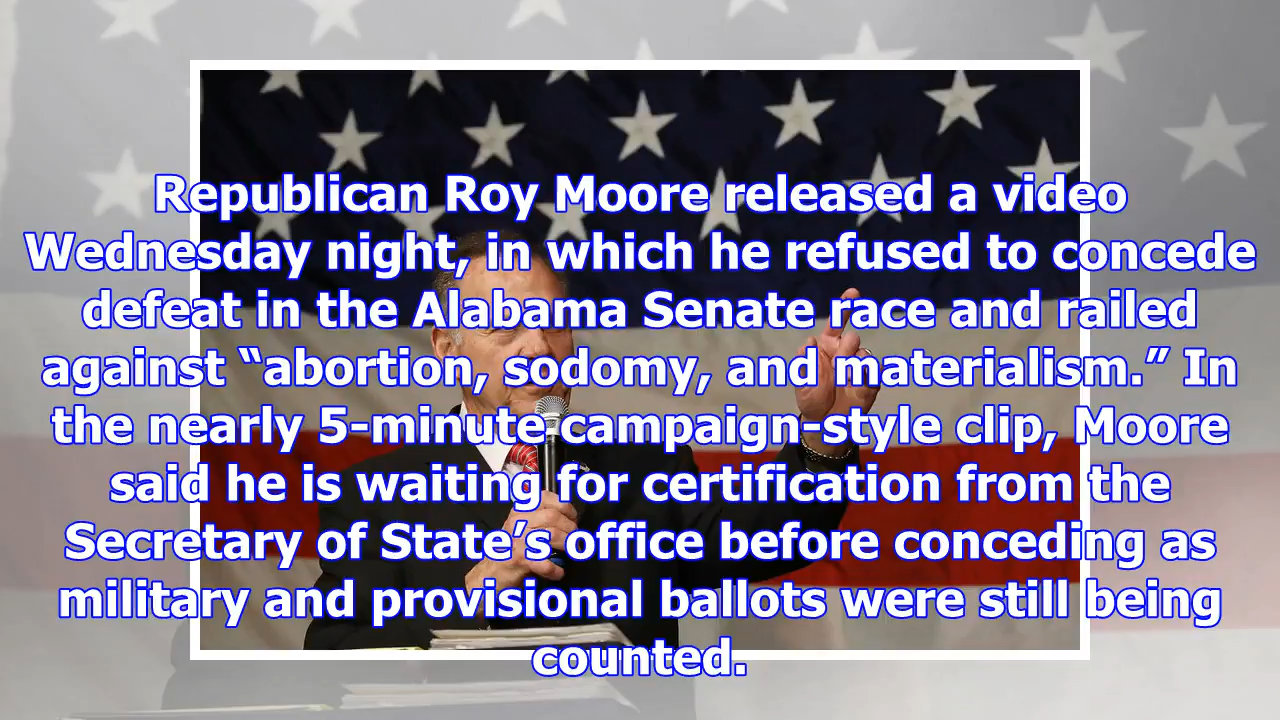 Republican Roy Moore released a video
Wednesday night, in which he refused to concede
defeat in the Alabama Senate race and railed
against “abortion, sodomy, and materialism.” In
the nearly 5-minute campaign-style clip, Moore
said he is waiting for certification from the
Secretary of State’s office before conceding as
military and provisional ballots were still being
counted.